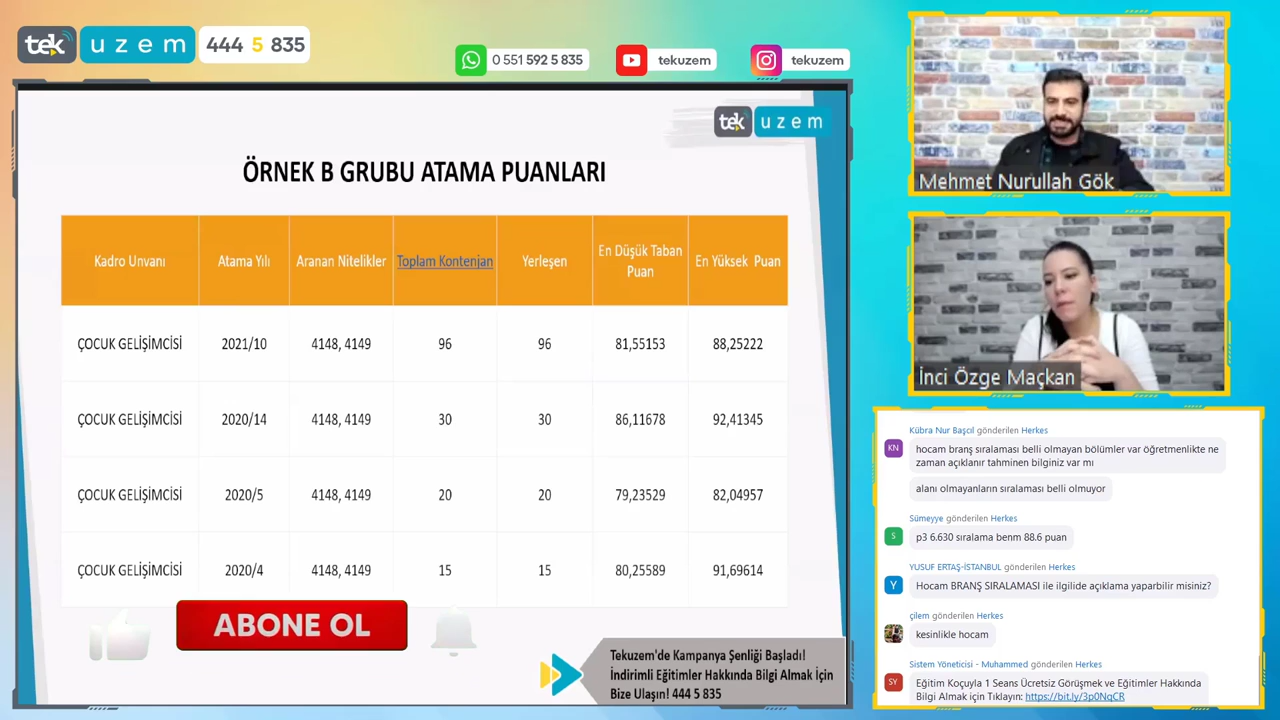 tek uzem 444 5 835
0 551 592 5 835
tekuzem
tekuzem
tek uzem
ÖRNEK B GRUBU ATAMA PUANLARI
Kadro Unvanı Atama Yılı Aranan Nitelikler Toplam Kontenjan Yerleşen En Düşük Taban Puan En Yüksek Puan
ÇOCUK GELİŞİMCİSİ 2021/10 4148, 4149 96 96 81,55153 88,25222
ÇOCUK GELİŞİMCİSİ 2020/14 4148, 4149 30 30 86,11678 92,41345
ÇOCUK GELİŞİMCİSİ 2020/5 4148, 4149 20 20 79,23529 82,04957
ÇOCUK GELİŞİMCİSİ 2020/4 4148, 4149 15 15 80,25589 91,69614
ABONE OL
Tekuzem'de Kampanya Şenliği Başladı!
İndirimli Eğitimler Hakkında Bilgi Almak İçin
Bize Ulaşın! 444 5 835
Mehmet Nurullah Gök
İnci Özge Maçkan
Kübra Nur Başcıl gönderilen Herkes
KN
hocam branş sıralaması belli olmayan bölümler var öğretmenlikte ne
zaman açıklanır tahminen bilginiz var mı
alanı olmayanların sıralaması belli olmuyor
Sümeyye gönderilen Herkes
S
p3 6.630 sıralama benm 88.6 puan
YUSUF ERTAŞ-İSTANBUL gönderilen Herkes
Y
Hocam BRANŞ SIRALAMASI ile ilgilide açıklama yaparbilir misiniz?
çilem gönderilen Herkes
kesinlikle hocam
Sistem Yöneticisi - Muhammed gönderilen Herkes
SY
Eğitim Koçuyla 1 Seans Ücretsiz Görüşmek ve Eğitimler Hakkında
Bilgi Almak için Tıklayın: https://bit.ly/3p0NqCR